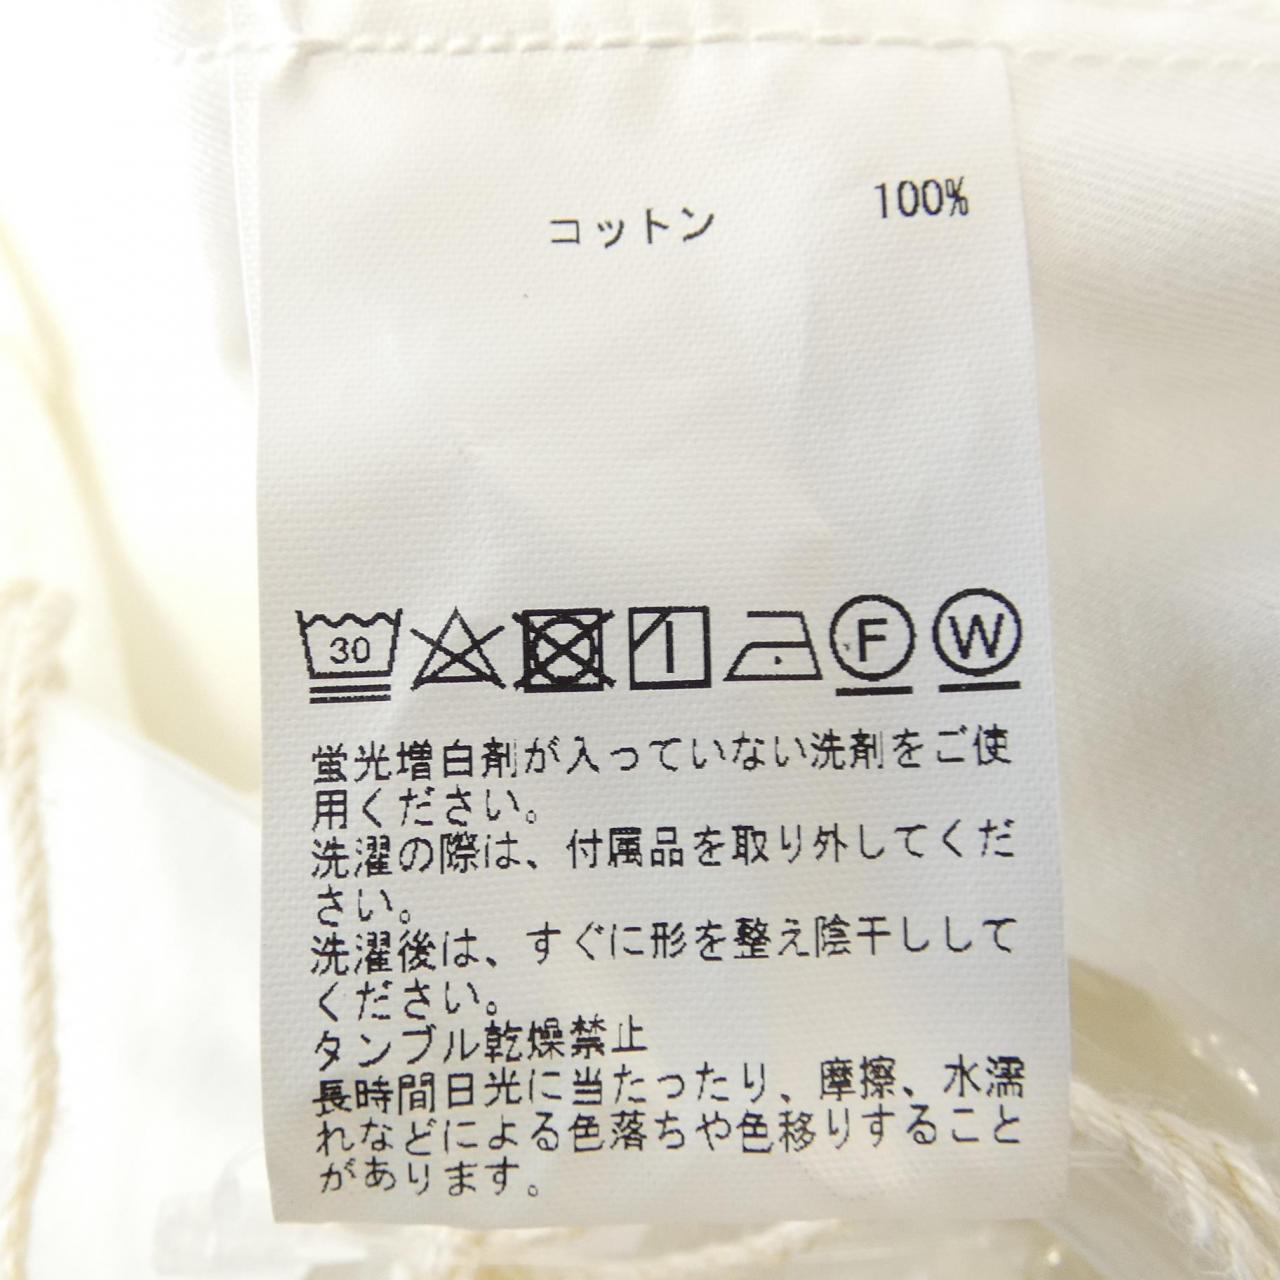 コットン 100%
30 F W
蛍光増白剤が入っていない洗剤をご使
用ください。
洗濯の際は、付属品を取り外してくだ
さい。
洗濯後は、すぐに形を整え陰干しして
ください。
タンブル乾燥禁止
長時間日光に当たったり、摩擦、水濡
れなどによる色落ちや色移りすること
があります。